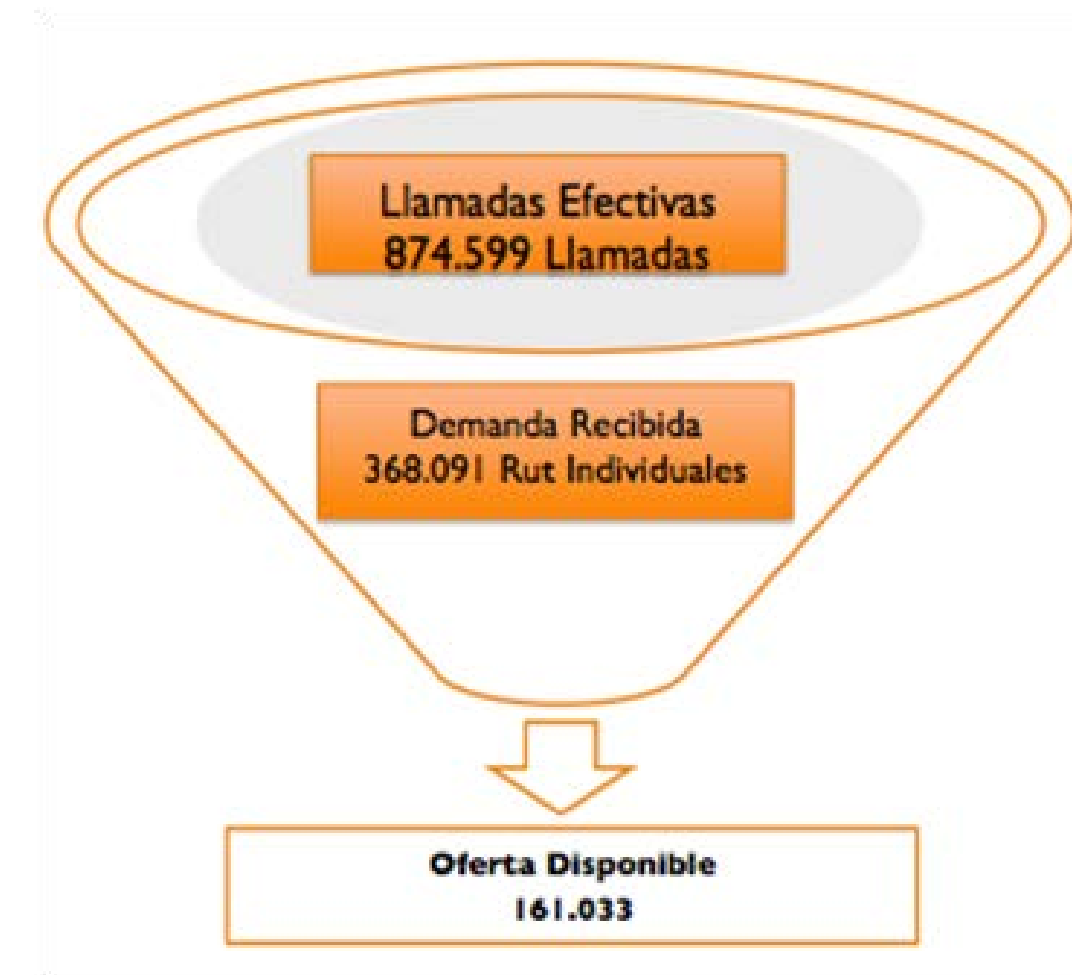 Llamadas Efectivas
874.599 Llamadas
Demanda Recibida
368.091 Rut Individuales
Oferta Disponible
161.033